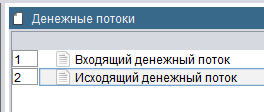 Денежные потоки
1 Входящий денежный поток
2 Исходящий денежный поток